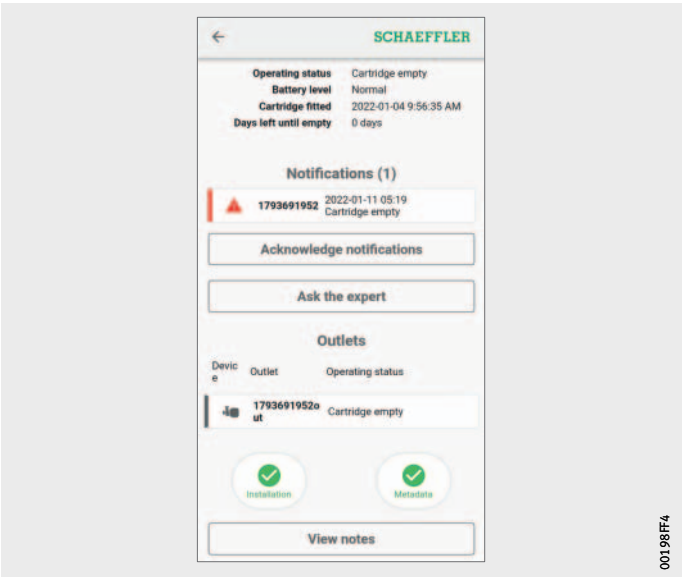 SCHAEFFLER
Operating status Cartridge empty
Battery level Normal
Cartridge fitted 2022-01-04 9:56:35 AM
Days left until empty 0 days
Notifications (1)
1793691952 2022-01-11 05:19
Cartridge empty
Acknowledge notifications
Ask the expert
Outlets
Devic
e Outlet Operating status
1793691952o
ut Cartridge empty
Installation Metadata
View notes
00198FF4